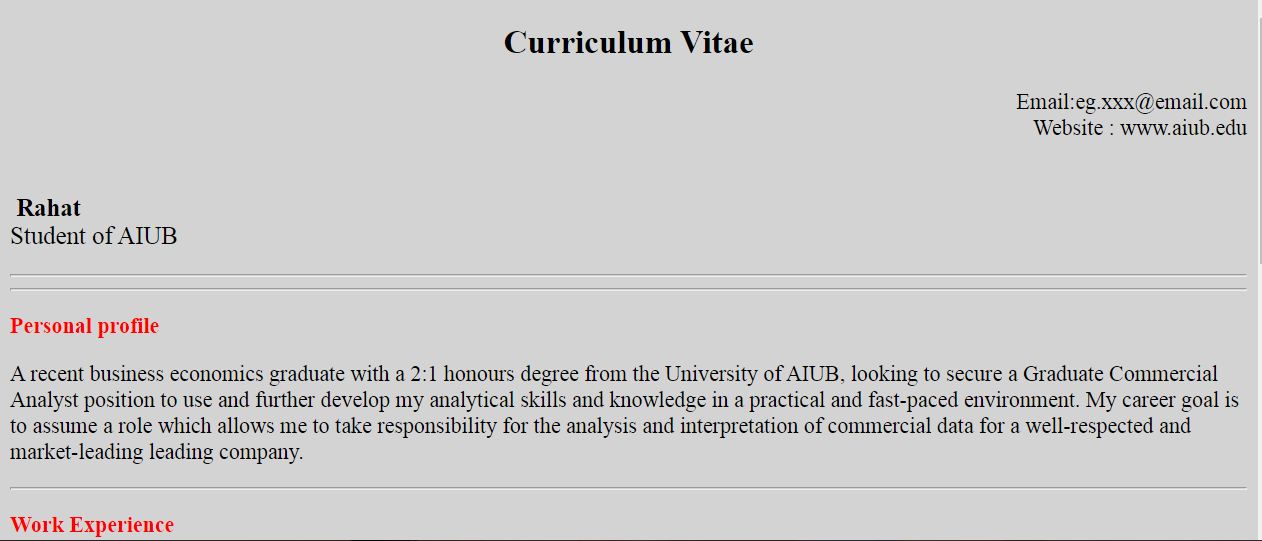 Curriculum Vitae
Email:eg.xxx@email.com
Website : www.aiub.edu
Rahat
Student of AIUB
Personal profile
A recent business economics graduate with a 2:1 honours degree from the University of AIUB, looking to secure a Graduate Commercial
Analyst position to use and further develop my analytical skills and knowledge in a practical and fast-paced environment. My career goal is
to assume a role which allows me to take responsibility for the analysis and interpretation of commercial data for a well-respected and
market-leading leading company.
Work Experience